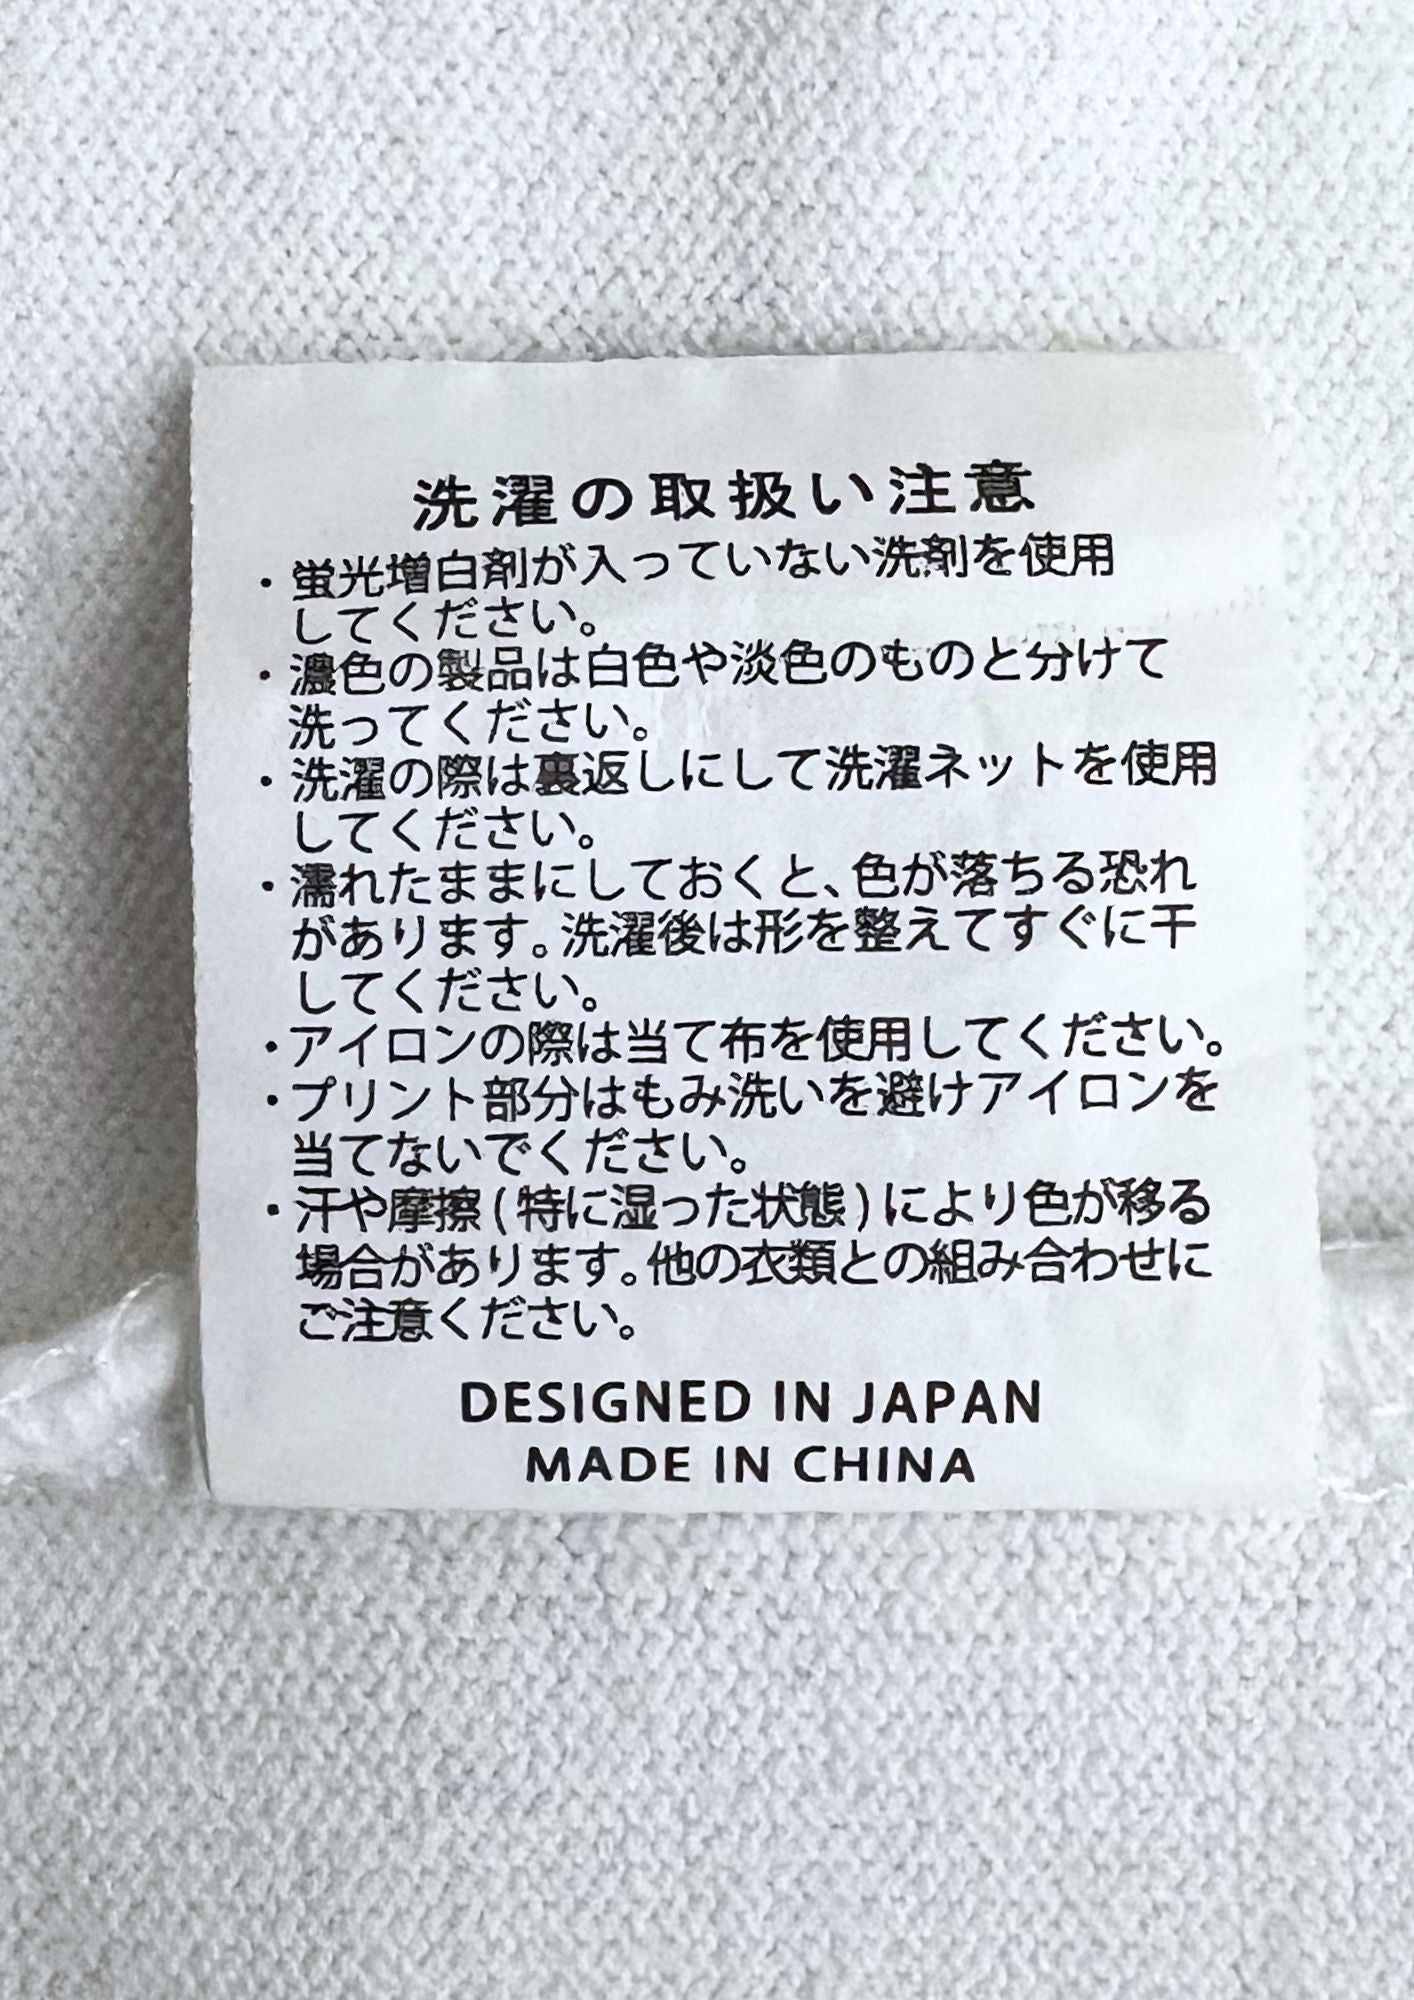 洗濯の取扱い注意
・蛍光増白剤が入っていない洗剤を使用
してください。
・濃色の製品は白色や淡色のものと分けて
洗ってください。
・洗濯の際は裏返しにして洗濯ネットを使用
してください。
・濡れたままにしておくと、色が落ちる恐れ
があります。洗濯後は形を整えてすぐに干
してください。
・アイロンの際は当て布を使用してください。
・プリント部分はもみ洗いを避けアイロンを
当てないでください。
・汗や摩擦(特に湿った状態)により色が移る
場合があります。他の衣類との組み合わせに
ご注意ください。
DESIGNED IN JAPAN
MADE IN CHINA